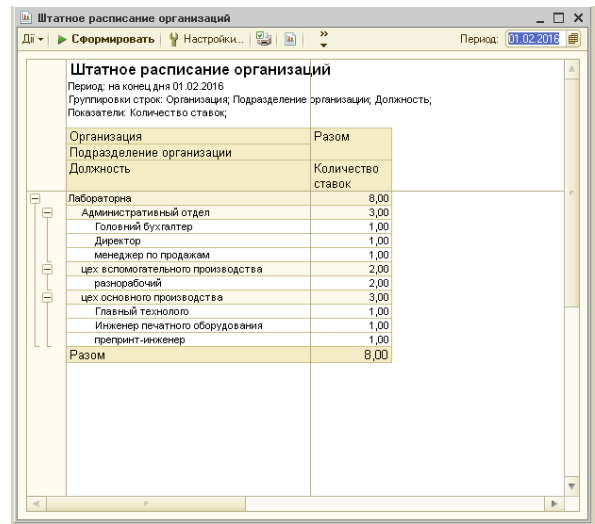 Штатное расписание организаций
Дії Сформировать Настройки... Период: 01.02.2016
Штатное расписание организаций
Период: на конец дня 01.02.2016
Группировки строк: Организация; Подразделение организации; Должность;
Показатели: Количество ставок;
Организация Разом
Подразделение организации
Должность Количество
ставок
Лабораторна 8,00
Административный отдел 3,00
Головний бухгалтер 1,00
Директор 1,00
менеджер по продажам 1,00
цех вспомогательного производства 2,00
разнорабочий 2,00
цех основного производства 3,00
Главный технолого 1,00
Инженер печатного оборудования 1,00
препринт-инженер 1,00
Разом 8,00